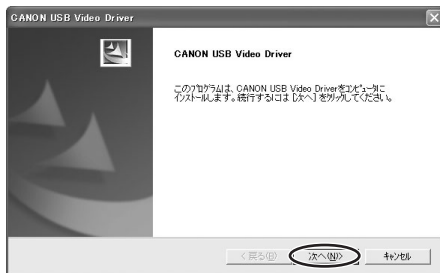 CANON USB Video Driver
CANON USB Video Driver
このﾌﾟﾛｸﾞﾗﾑは、CANON USB Video Driverをｺﾝﾋﾟｭｰﾀに
ｲﾝｽﾄｰﾙします。続行するには [次へ] をｸﾘｯｸしてください。
< 戻る(B)
次へ(N)>
ｷｬﾝｾﾙ